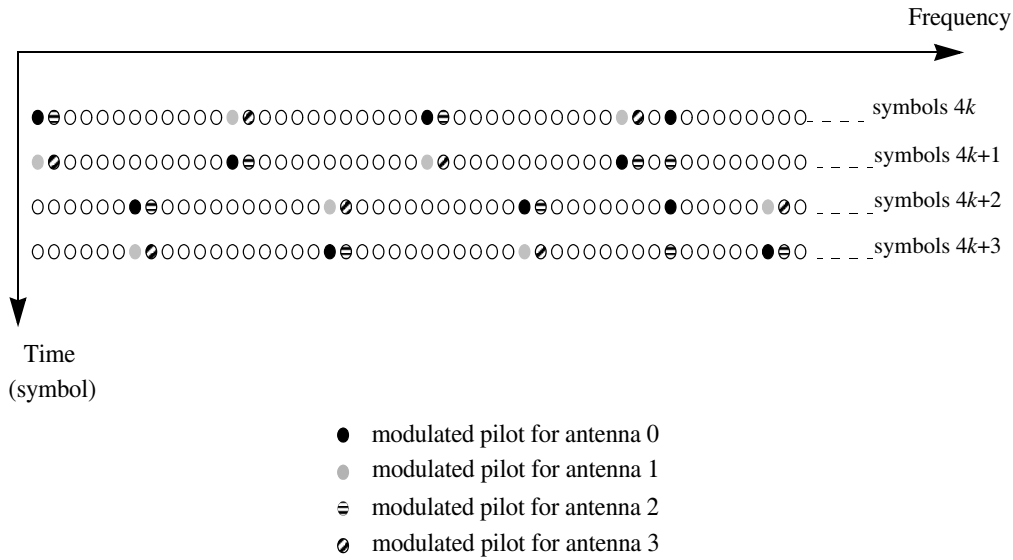 Frequency
symbols 4k
symbols 4k+1
symbols 4k+2
symbols 4k+3
Time
(symbol)
modulated pilot for antenna 0
modulated pilot for antenna 1
modulated pilot for antenna 2
modulated pilot for antenna 3